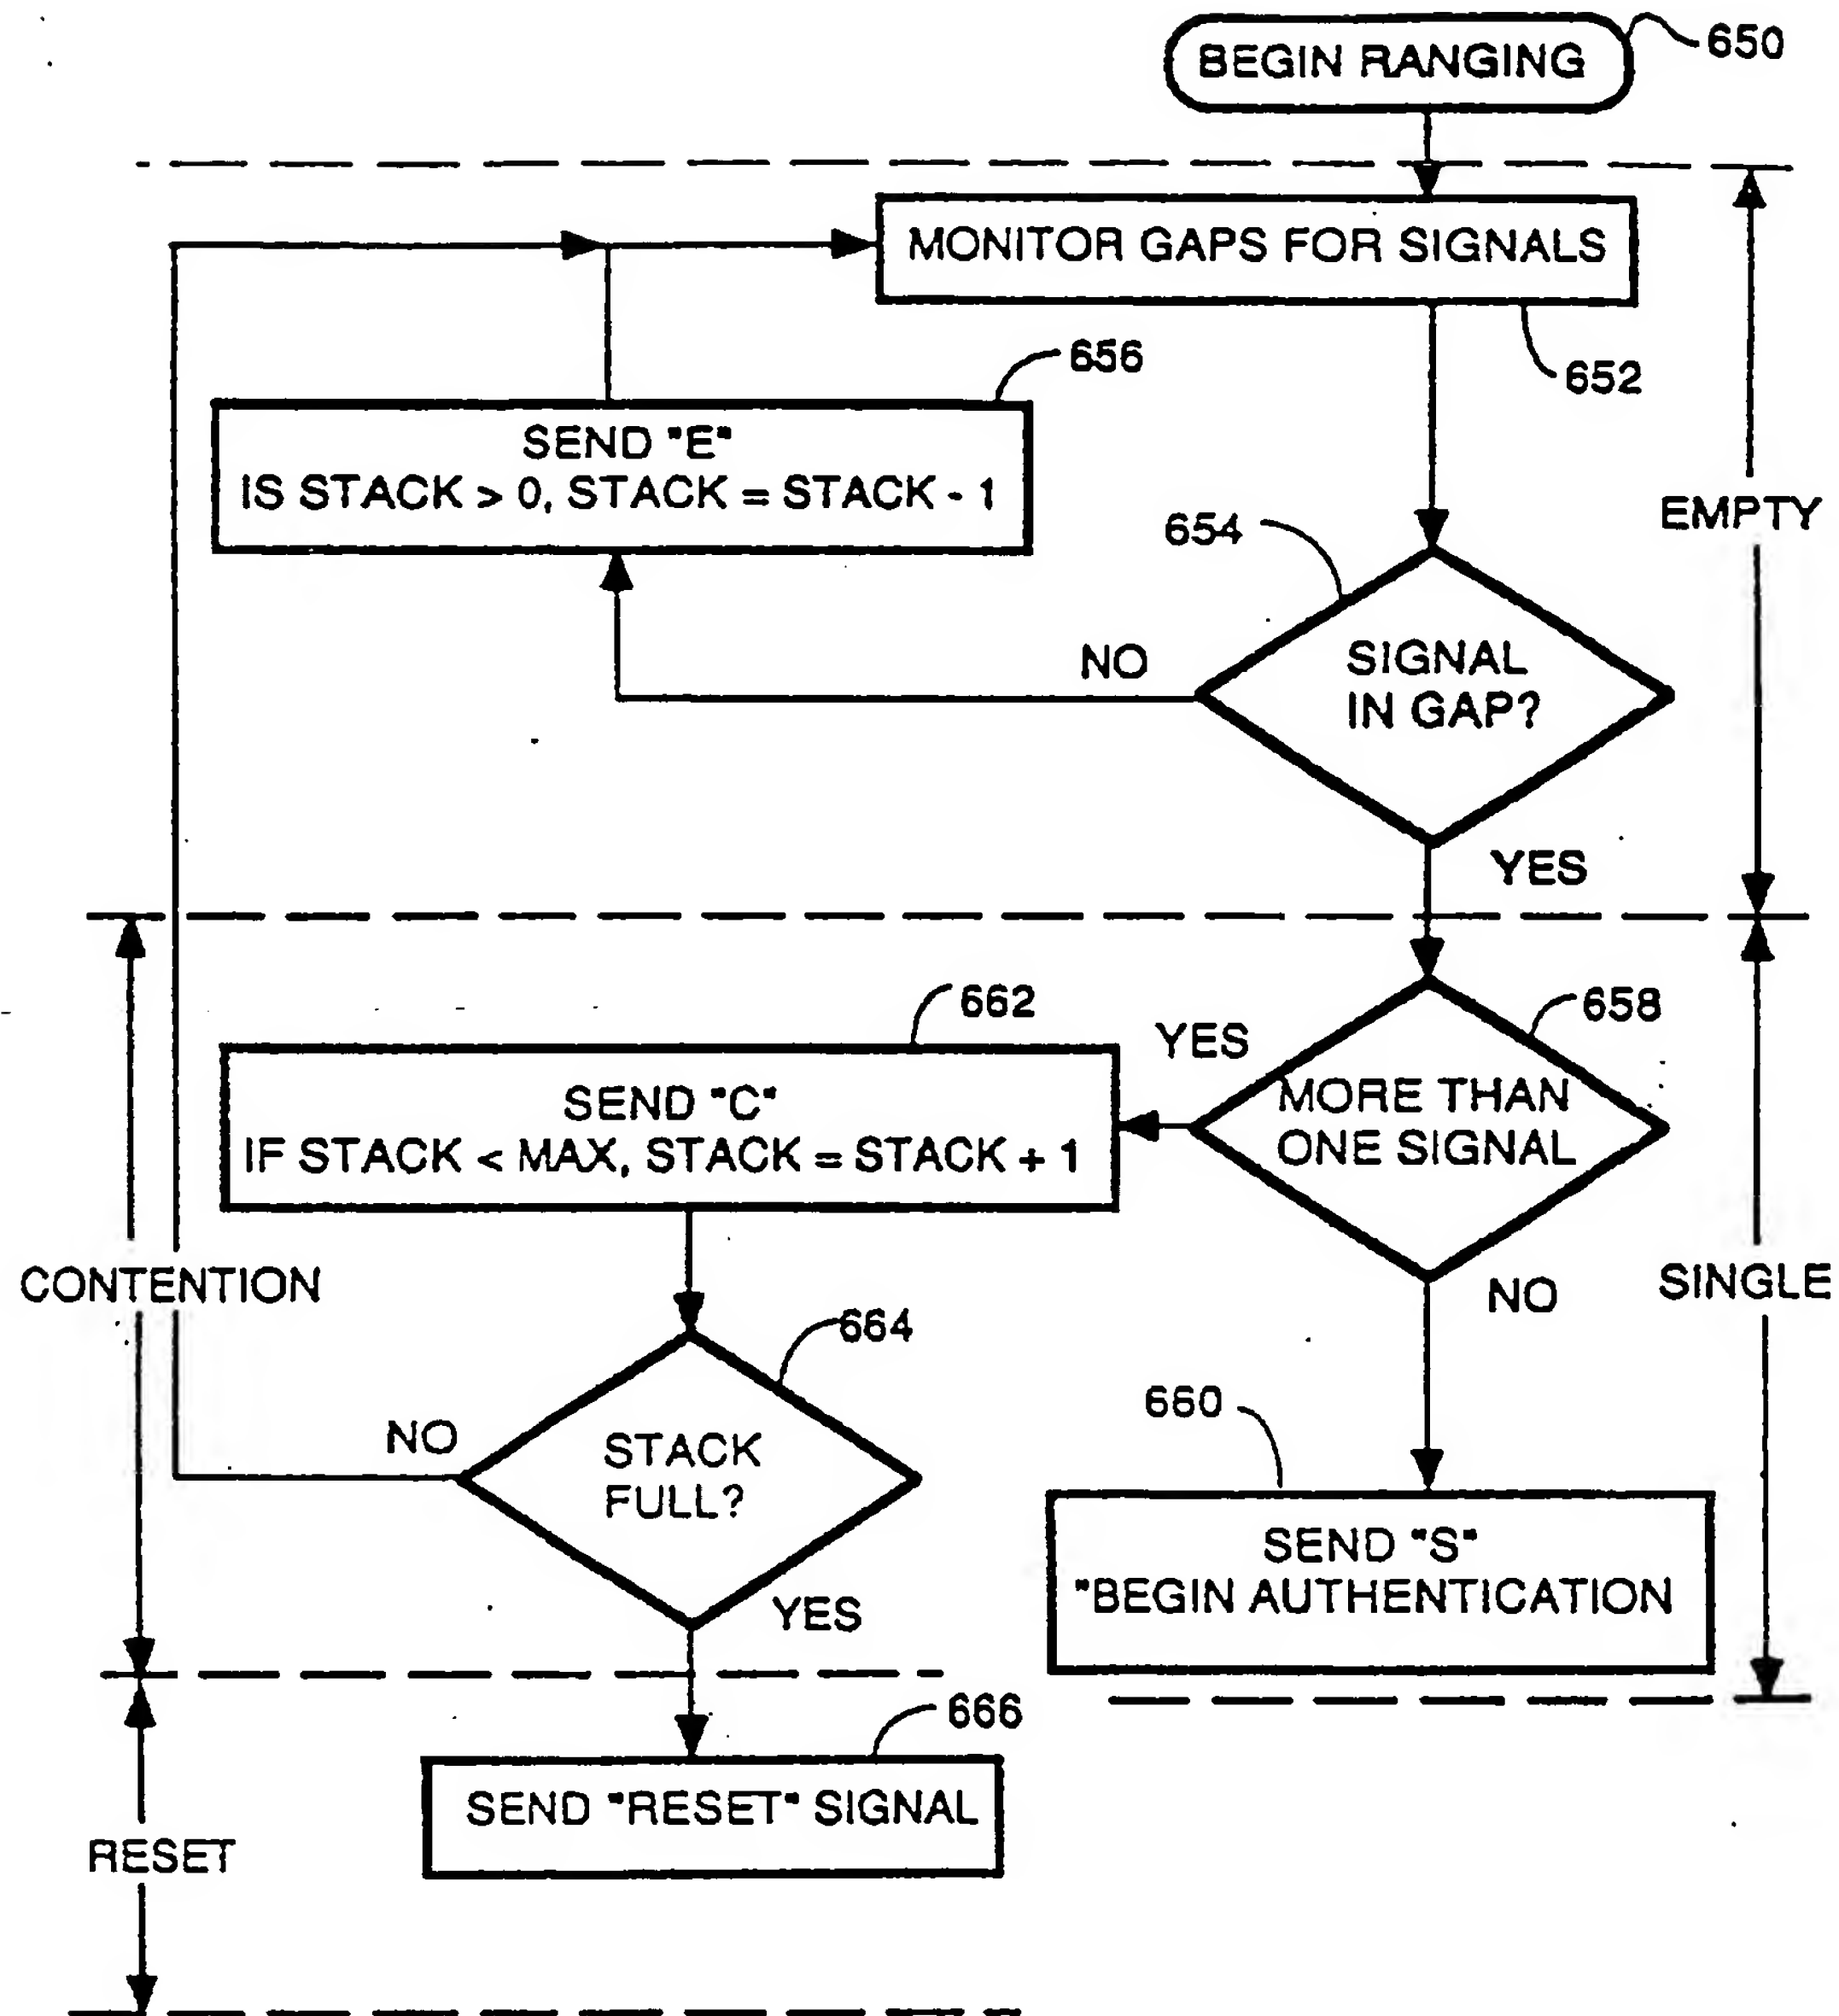 BEGIN RANGING
650
MONITOR GAPS FOR SIGNALS
652
656
SEND "E"
IS STACK > 0, STACK = STACK - 1
EMPTY
654
SIGNAL
IN GAP?
NO
YES
662
658
YES
SEND "C"
IF STACK < MAX, STACK = STACK + 1
MORE THAN
ONE SIGNAL
CONTENTION
SINGLE
NO
664
660
NO
STACK
FULL?
SEND "S"
"BEGIN AUTHENTICATION
YES
666
SEND "RESET" SIGNAL
RESET